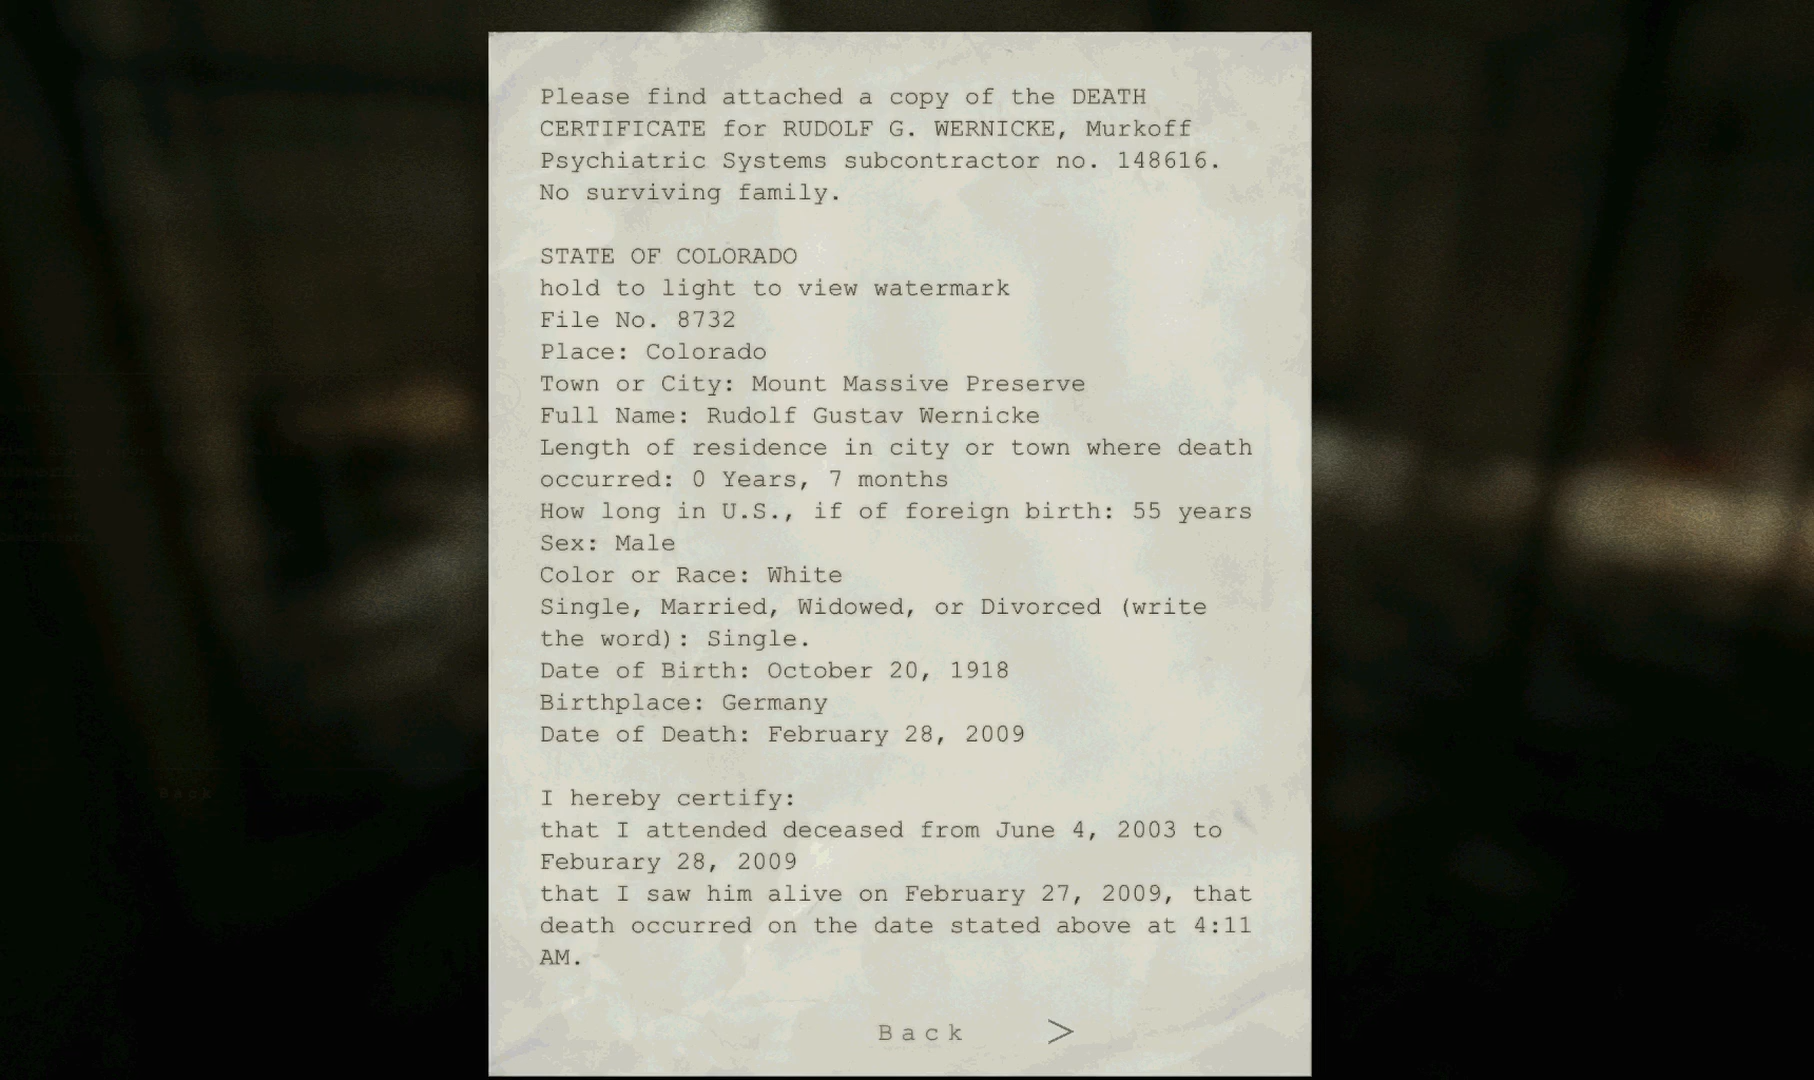 Please find attached a copy of the DEATH
CERTIFICATE for RUDOLF G. WERNICKE, Murkoff
Psychiatric Systems subcontractor no. 148616.
No surviving family.
STATE OF COLORADO
hold to light to view watermark
File No. 8732
Place: Colorado
Town or City: Mount Massive Preserve
Full Name: Rudolf Gustav Wernicke
Length of residence in city or town where death
occurred: 0 Years, 7 months
How long in U.S., if of foreign birth: 55 years
Sex: Male
Color or Race: White
Single, Married, Widowed, or Divorced (write
the word): Single.
Date of Birth: October 20, 1918
Birthplace: Germany
Date of Death: February 28, 2009
I hereby certify:
that I attended deceased from June 4, 2003 to
Feburary 28, 2009
that I saw him alive on February 27, 2009, that
death occurred on the date stated above at 4:11
AM.
Back >